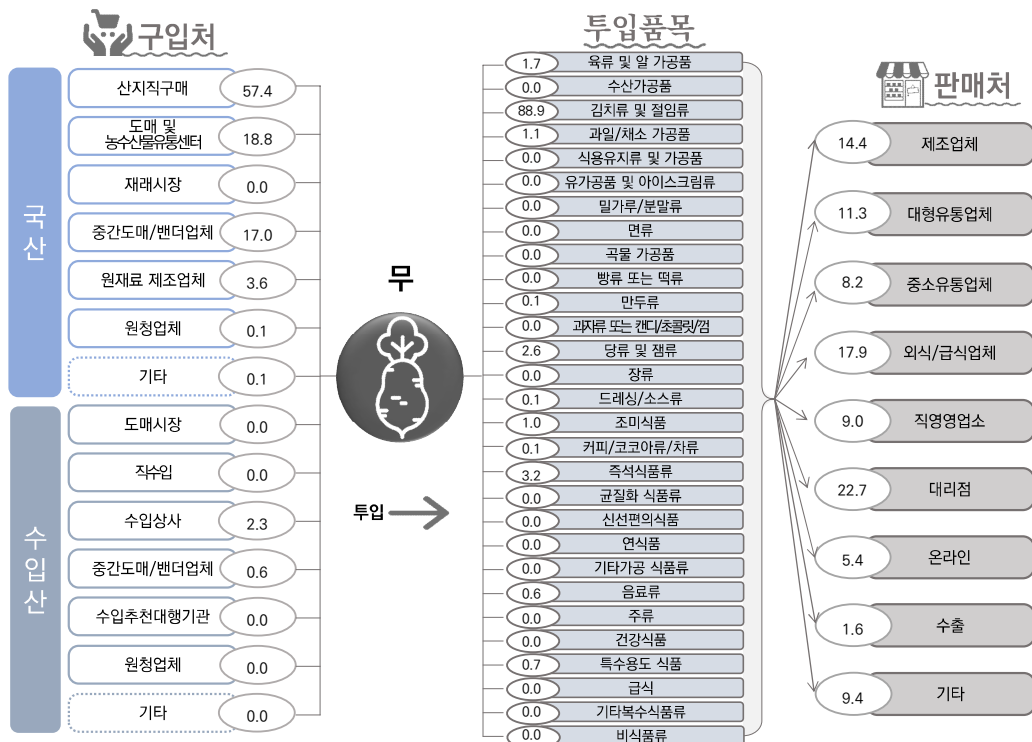 구입처
국산
산지직구매 57.4
도매 및
농수산물유통센터 18.8
재래시장 0.0
중간도매/밴더업체 17.0
원재료 제조업체 3.6
원청업체 0.1
기타 0.1
수입산
도매시장 0.0
직수입 0.0
수입상사 2.3
중간도매/밴더업체 0.6
수입추천대행기관 0.0
원청업체 0.0
기타 0.0
무
투입
투입품목
1.7 육류 및 알 가공품
0.0 수산가공품
88.9 김치류 및 절임류
1.1 과일/채소 가공품
0.0 식용유지류 및 가공품
0.0 유가공품 및 아이스크림류
0.0 밀가루/분말류
0.0 면류
0.0 곡물 가공품
0.0 빵류 또는 떡류
0.1 만두류
0.0 과자류 또는 캔디/초콜릿/껌
2.6 당류 및 잼류
0.0 장류
0.1 드레싱/소스류
1.0 조미식품
0.1 커피/코코아류/차류
3.2 즉석식품류
0.0 균질화 식품류
0.0 신선편의식품
0.0 연식품
0.0 기타가공 식품류
0.6 음료류
0.0 주류
0.0 건강식품
0.7 특수용도 식품
0.0 급식
0.0 기타복수식품류
0.0 비식품류
판매처
14.4 제조업체
11.3 대형유통업체
8.2 중소유통업체
17.9 외식/급식업체
9.0 직영영업소
22.7 대리점
5.4 온라인
1.6 수출
9.4 기타